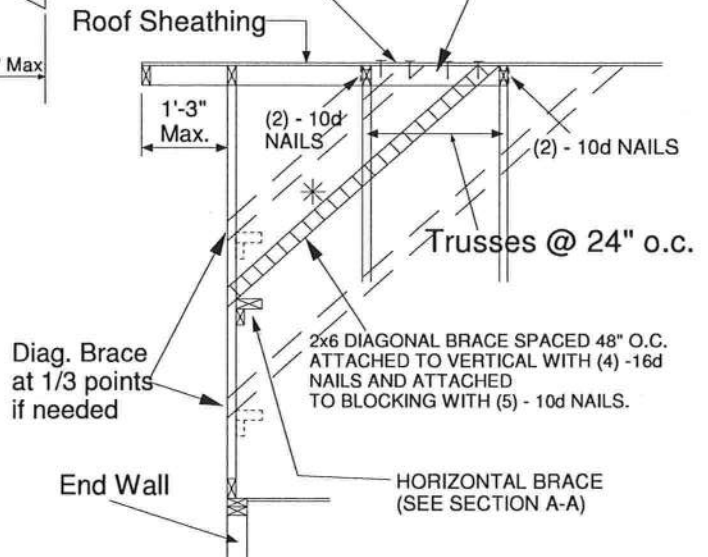 Roof Sheathing
Max
1'-3"
Max.
(2) - 10d
NAILS
(2) - 10d NAILS
Trusses @ 24" o.c.
2x6 DIAGONAL BRACE SPACED 48" O.C.
ATTACHED TO VERTICAL WITH (4) -16d
NAILS AND ATTACHED
TO BLOCKING WITH (5) - 10d NAILS.
Diag. Brace
at 1/3 points
if needed
End Wall
HORIZONTAL BRACE
(SEE SECTION A-A)